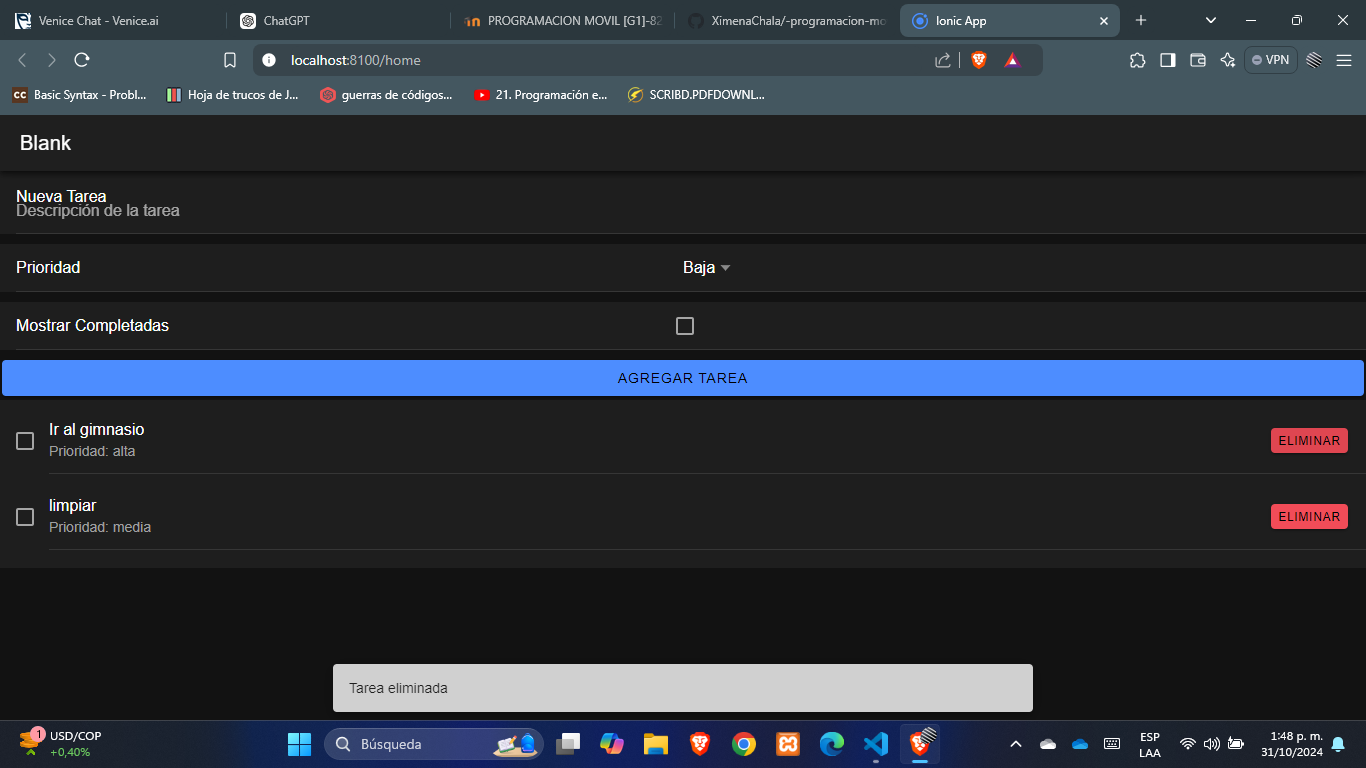 Venice Chat - Venice.ai
ChatGPT
PROGRAMACION MOVIL [G1]-82
XimenaChala/-programacion-mo
Ionic App
localhost:8100/home
VPN
CC Basic Syntax - Probl...
Hoja de trucos de J...
guerras de códigos...
21. Programación e...
SCRIBD.PDFDOWNL...
Blank
Nueva Tarea
Descripción de la tarea
Prioridad
Baja
Mostrar Completadas
AGREGAR TAREA
Ir al gimnasio
Prioridad: alta
ELIMINAR
limpiar
Prioridad: media
ELIMINAR
Tarea eliminada
1
USD/COP
+0,40%
Búsqueda
ESP
LAA
1:48 p. m.
31/10/2024